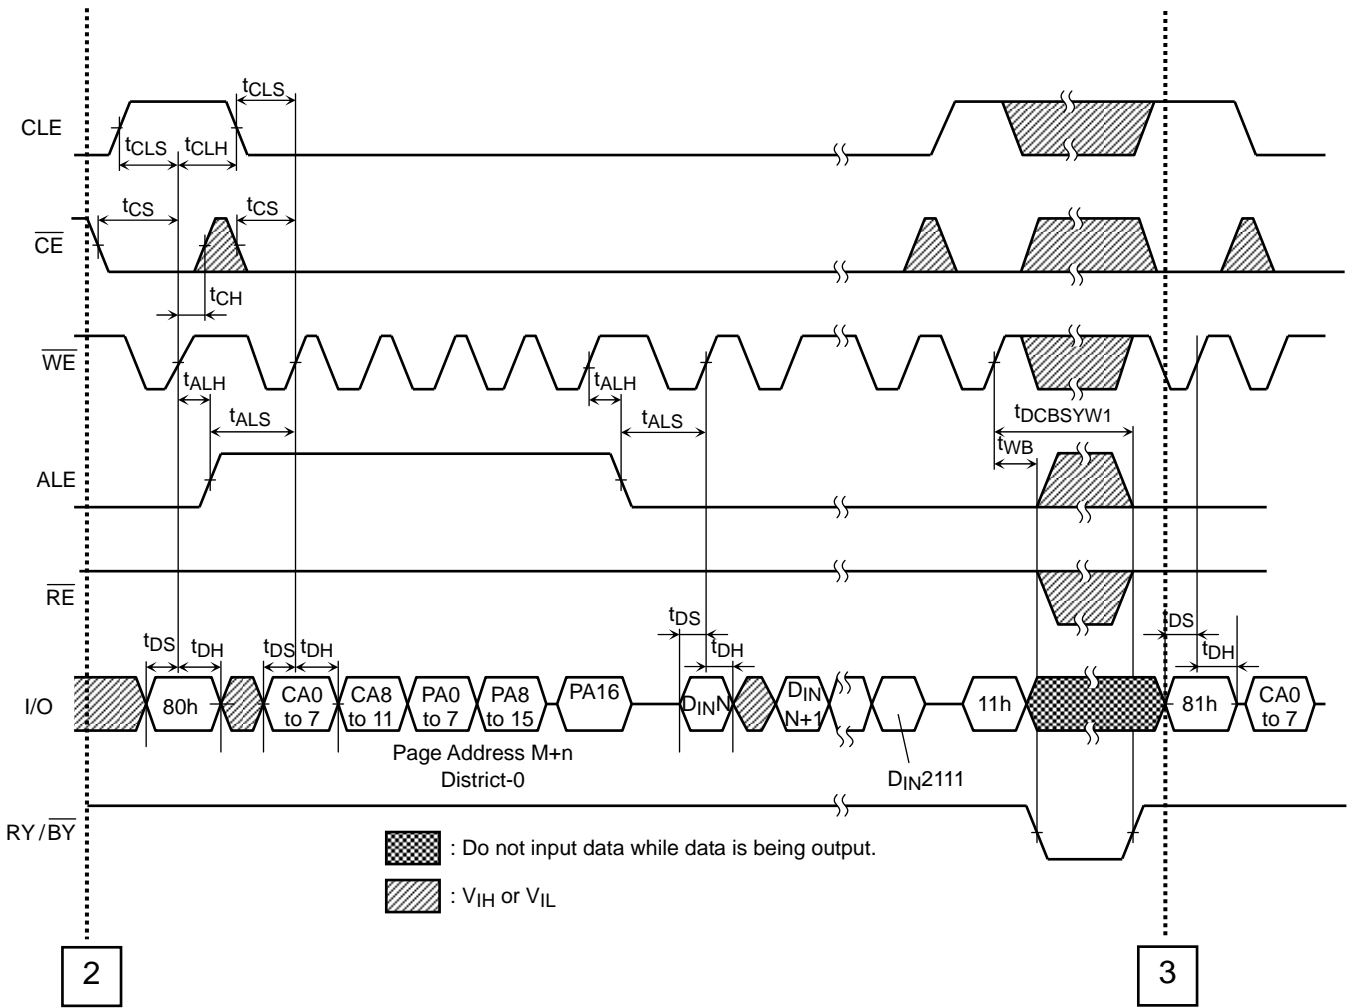 tCLS
CLE
tCLS
tCLH
tCS
tCS
CE
tCH
WE
tALH
tALH
tALS
tALS
tDCBSYW1
tWB
ALE
RE
tDS
tDH
tDS
tDH
tDS
tDH
tDS
tDH
I/O
80h
CA0
to 7
CA8
to 11
PA0
to 7
PA8
to 15
PA16
DINN
DIN
N+1
11h
81h
CA0
to 7
Page Address M+n
District-0
DIN2111
RY/BY
: Do not input data while data is being output.
: VIH or VIL
2
3